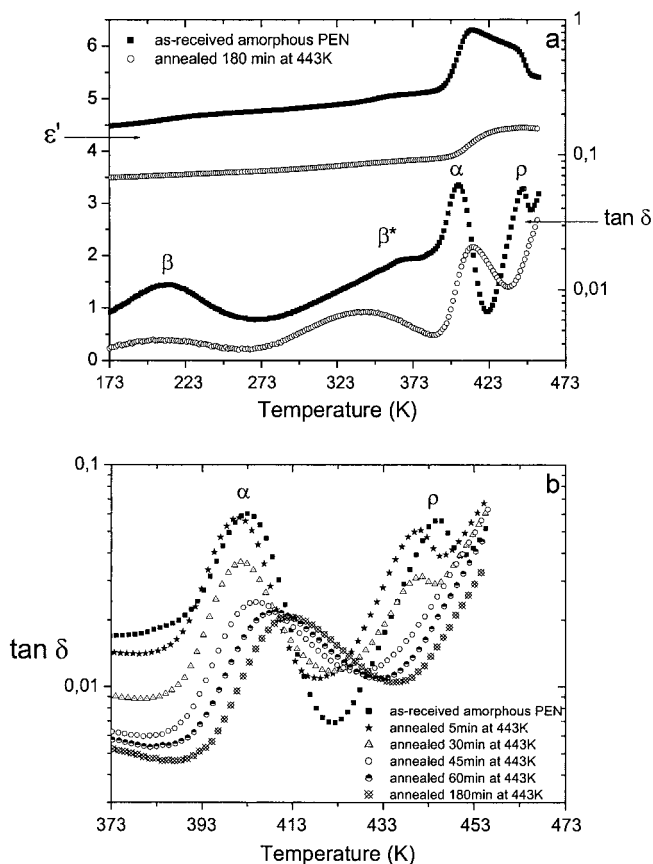 a
as-received amorphous PEN
annealed 180 min at 443K
ε'
α
ρ
tan δ
β
β*
6
5
4
3
2
1
0
1
0,1
0,01
173 223 273 323 373 423 473
Temperature (K)
b
α
ρ
0,1
tan δ
0,01
as-received amorphous PEN
annealed 5min at 443K
annealed 30min at 443K
annealed 45min at 443K
annealed 60min at 443K
annealed 180min at 443K
373 393 413 433 453 473
Temperature (K)